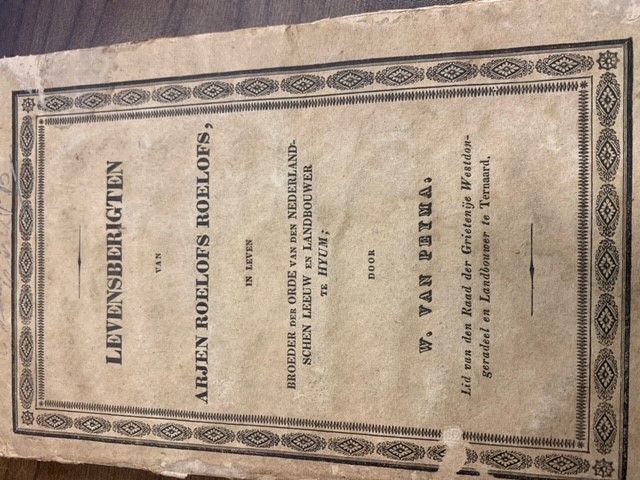 LEVENSBERIGTEN
VAN
ARJEN ROELOFS ROELOFS,
IN LEVEN
BROEDER DER ORDE VAN DEN NEDERLAND-
SCHEN LEEUW EN LANDBOUWER
TE HYUM;
DOOR
W. VAN PEYMA.
Lid van den Raad der Grietenije Westdon-
geradeel en Landbouwer te Ternaard.